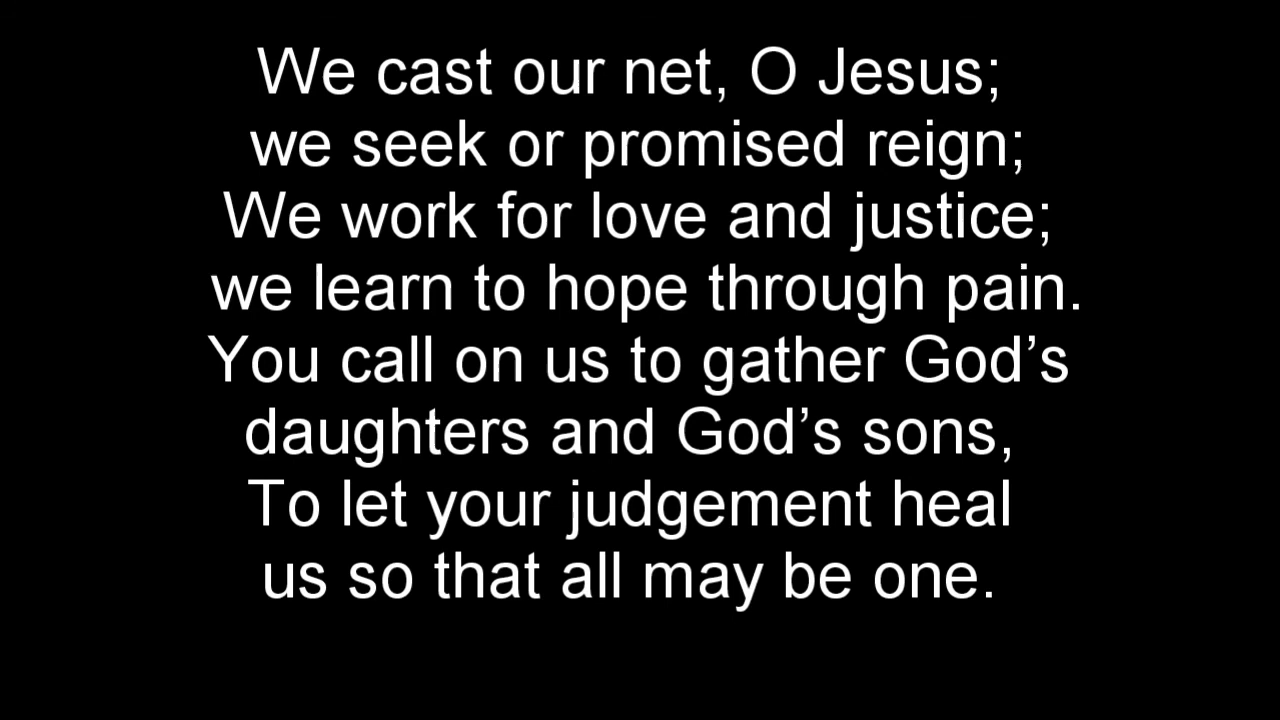 We cast our net, O Jesus;
we seek or promised reign;
We work for love and justice;
we learn to hope through pain.
You call on us to gather God’s
daughters and God’s sons,
To let your judgement heal
us so that all may be one.